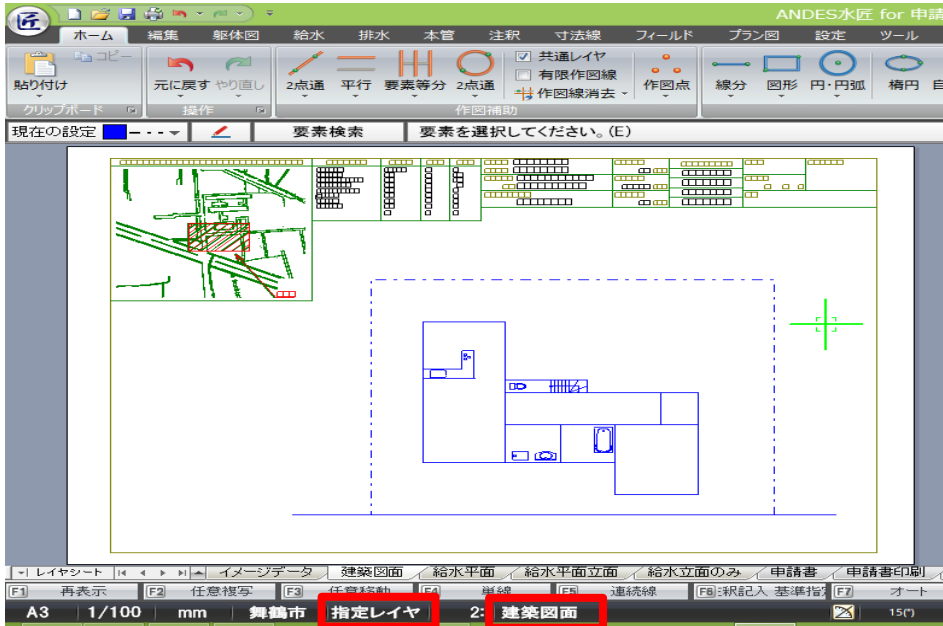 匠 ANDES水匠 for 申請
ホーム 編集 躯体図 給水 排水 本管 注釈 寸法線 フィールド プラン図 設定 ツール
コピー 共通レイヤ
有限作図線
作図線消去
貼り付け 元に戻す やり直し 2点通 平行 要素等分 2点通 作図点 線分 図形 円・円弧 楕円 自
クリップボード 操作 作図補助
現在の設定 要素検索 要素を選択してください。(E)
レイヤシート イメージデータ 建築図面 給水平面 給水平面立面 給水立面のみ 申請書 申請書印刷
F1 再表示 F2 任意複写 F3 任意移動 F4 単線 F5 連続線 F6 :釈記入 基準指 F7 オート
A3 1/100 mm 舞鶴市 指定レイヤ 2: 建築図面 15(*)